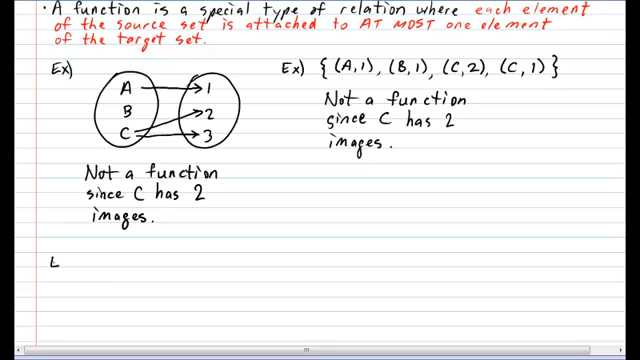 · A function is a special type of relation where each element
of the source set is attached to AT MOST one element
of the target set.
Ex)
A 1
B 2
C 3
Not a function
since C has 2
images.
Ex) { (A,1), (B,1), (C,2), (C,1) }
Not a function
since C has 2
images.